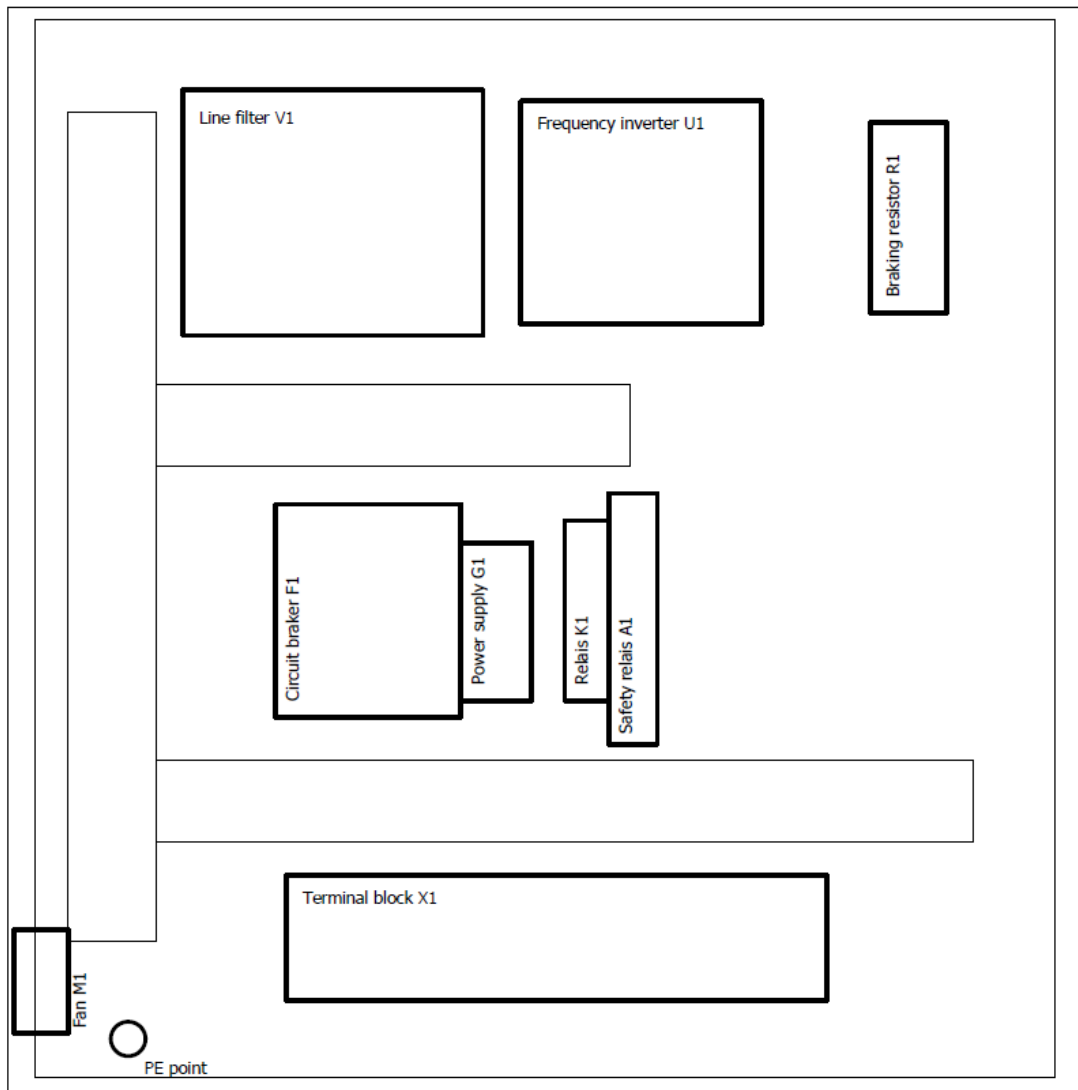 Line filter V1
Frequency inverter U1
Braking resistor R1
Circuit braker F1
Power supply G1
Relais K1
Safety relais A1
Terminal block X1
Fan M1
PE point